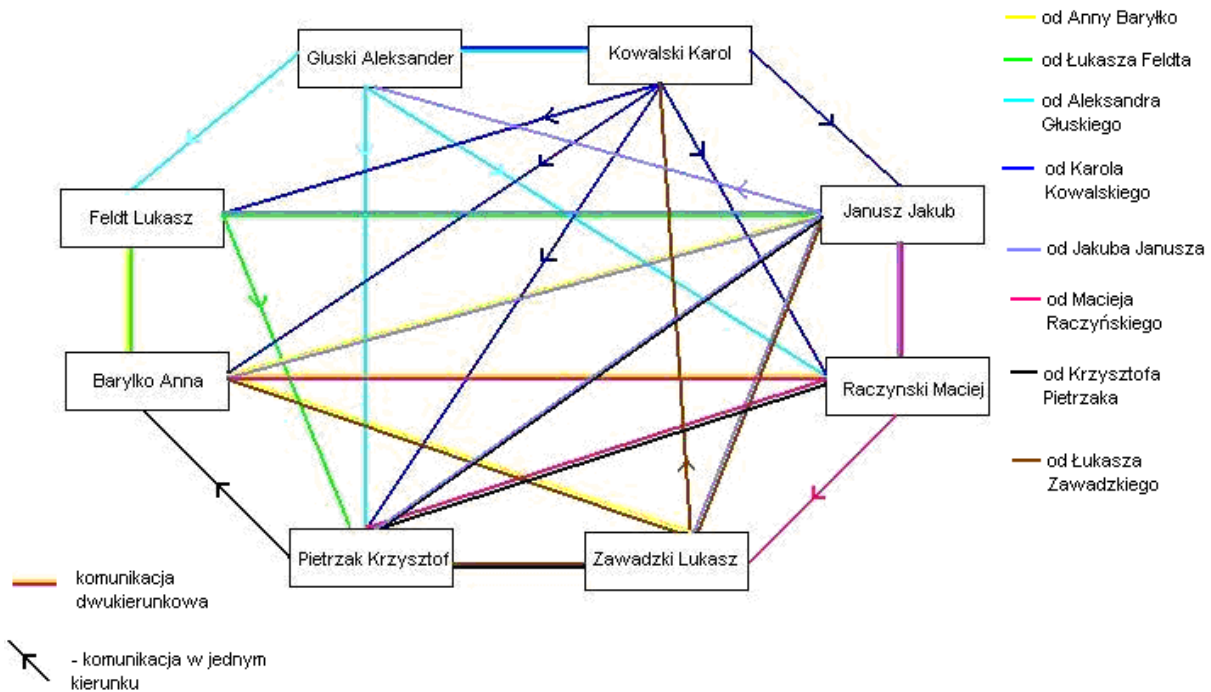 Gluski Aleksander
Kowalski Karol
Feldt Lukasz
Janusz Jakub
Barylko Anna
Raczynski Maciej
Pietrzak Krzysztof
Zawadzki Lukasz
od Anny Baryłko
od Łukasza Feldta
od Aleksandra
Głuskiego
od Karola
Kowalskiego
od Jakuba Janusza
od Macieja
Raczyńskiego
od Krzysztofa
Pietrzaka
od Łukasza
Zawadzkiego
komunikacja
dwukierunkowa
- komunikacja w jednym
kierunku